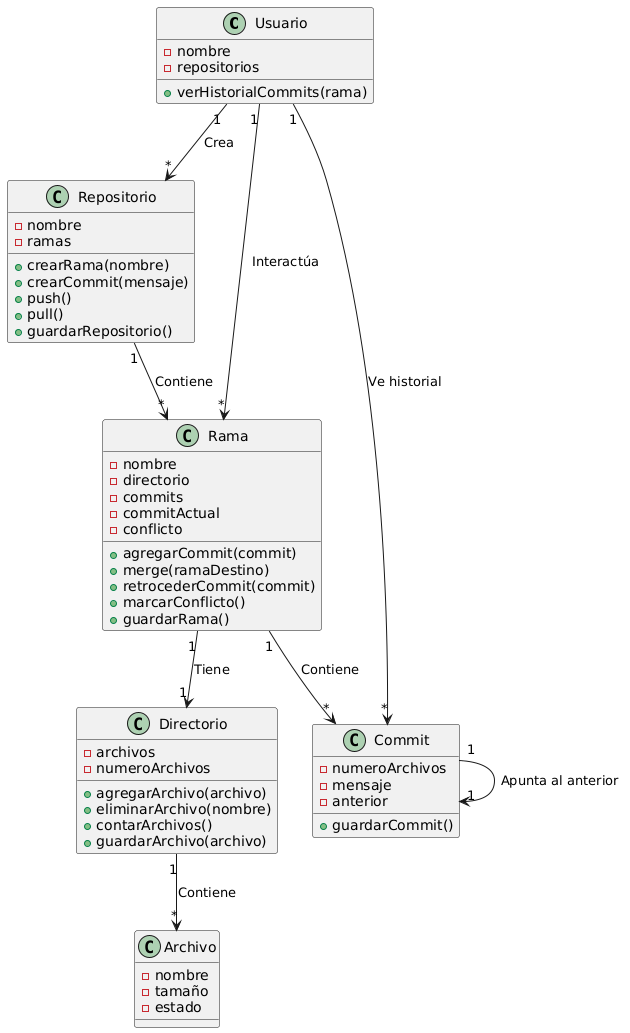 C Usuario
nombre
repositorios
verHistorialCommits(rama)
1 1 1
Crea
*
C Repositorio
nombre
ramas
crearRama(nombre)
crearCommit(mensaje)
push()
pull()
guardarRepositorio()
Interactúa
1
Contiene
Ve historial
* *
C Rama
nombre
directorio
commits
commitActual
conflicto
agregarCommit(commit)
merge(ramaDestino)
retrocederCommit(commit)
marcarConflicto()
guardarRama()
1 1
Tiene
Contiene
1 * *
C Directorio
archivos
numeroArchivos
agregarArchivo(archivo)
eliminarArchivo(nombre)
contarArchivos()
guardarArchivo(archivo)
C Commit
numeroArchivos
mensaje
anterior
guardarCommit()
1
Apunta al anterior
1
1
Contiene
*
C Archivo
nombre
tamaño
estado